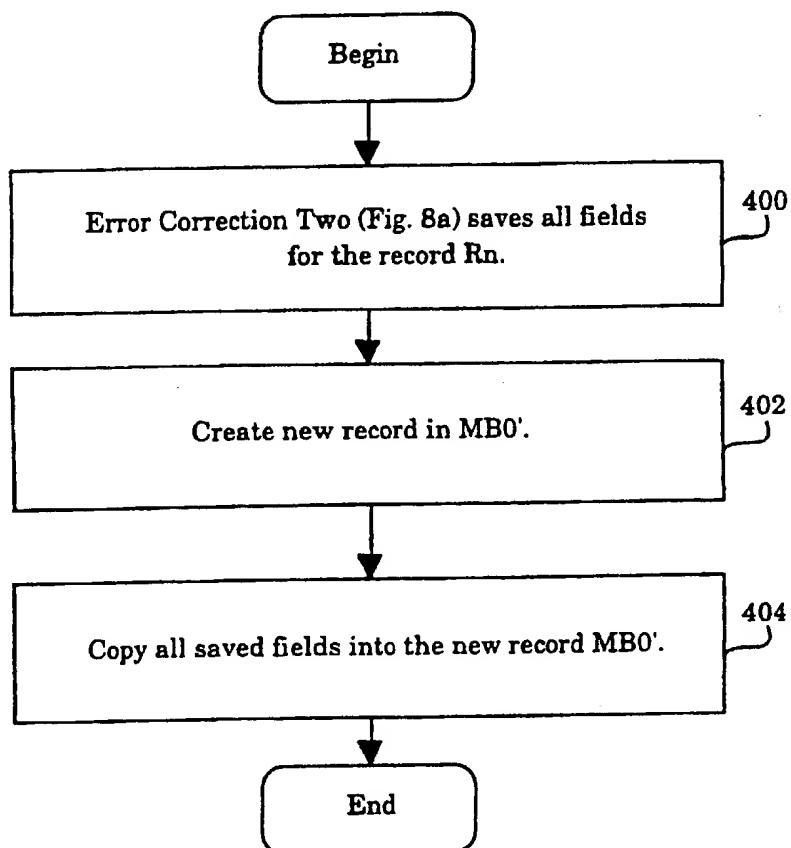 Begin
Error Correction Two (Fig. 8a) saves all fields
for the record Rn.
400
Create new record in MB0'.
402
Copy all saved fields into the new record MB0'.
404
End